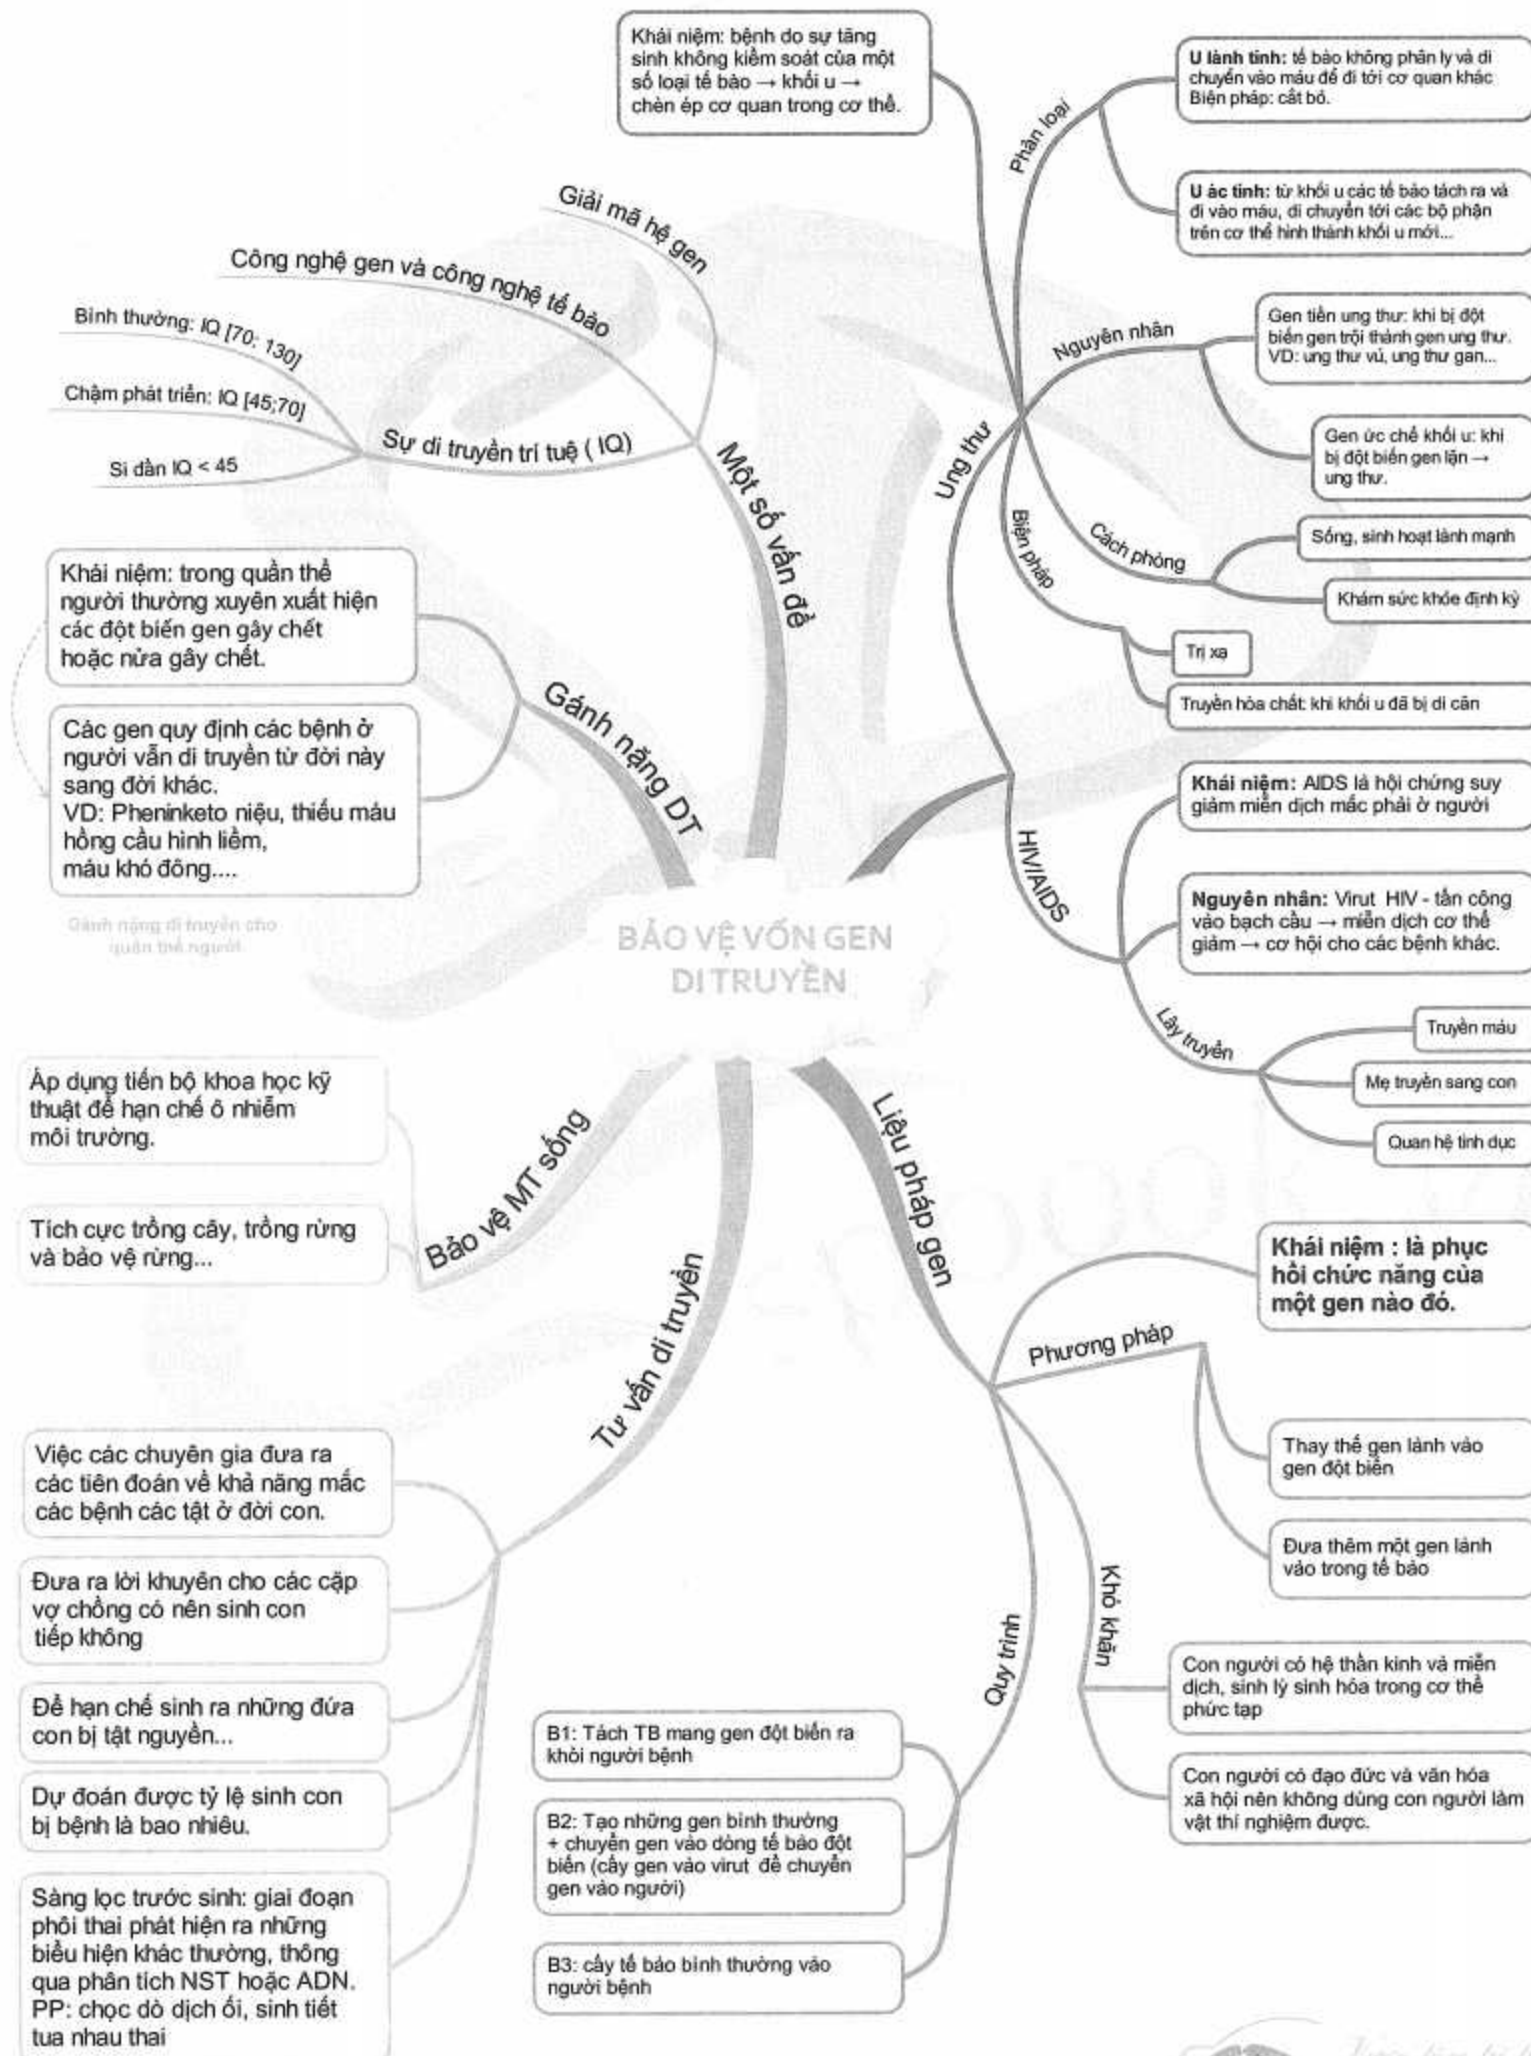 Khái niệm: bệnh do sự tăng
sinh không kiểm soát của một
số loại tế bào → khối u →
chèn ép cơ quan trong cơ thể.
Phân loại
U lành tính: tế bào không phân ly và di
chuyển vào máu để đi tới cơ quan khác
Biện pháp: cắt bỏ.
U ác tính: từ khối u các tế bào tách ra và
đi vào máu, di chuyển tới các bộ phận
trên cơ thể hình thành khối u mới...
Nguyên nhân
Gen tiền ung thư: khi bị đột
biến gen trội thành gen ung thư.
VD: ung thư vú, ung thư gan...
Gen ức chế khối u: khi
bị đột biến gen lặn →
ung thư.
Ung thư
Cách phòng
Sống, sinh hoạt lành mạnh
Khám sức khỏe định kỳ
Biện pháp
Trị xạ
Truyền hóa chất: khi khối u đã bị di căn
HIV/AIDS
Khái niệm: AIDS là hội chứng suy
giảm miễn dịch mắc phải ở người
Nguyên nhân: Virut HIV - tấn công
vào bạch cầu → miễn dịch cơ thể
giảm → cơ hội cho các bệnh khác.
Lây truyền
Truyền máu
Mẹ truyền sang con
Quan hệ tình dục
Giải mã hệ gen
Công nghệ gen và công nghệ tế bào
Bình thường: IQ [70; 130]
Chậm phát triển: IQ [45;70]
Si đần IQ < 45
Sự di truyền trí tuệ ( IQ)
Một số vấn đề
Khái niệm: trong quần thể
người thường xuyên xuất hiện
các đột biến gen gây chết
hoặc nửa gây chết.
Các gen quy định các bệnh ở
người vẫn di truyền từ đời này
sang đời khác.
VD: Pheninketo niệu, thiếu máu
hồng cầu hình liềm,
máu khó đông....
Gánh nặng DT
Gánh nặng di truyền cho
quần thể người
BẢO VỆ VỐN GEN
DI TRUYỀN
Áp dụng tiến bộ khoa học kỹ
thuật để hạn chế ô nhiễm
môi trường.
Tích cực trồng cây, trồng rừng
và bảo vệ rừng...
Bảo vệ MT sống
Tư vấn di truyền
Việc các chuyên gia đưa ra
các tiên đoán về khả năng mắc
các bệnh các tật ở đời con.
Đưa ra lời khuyên cho các cặp
vợ chồng có nên sinh con
tiếp không
Để hạn chế sinh ra những đứa
con bị tật nguyền...
Dự đoán được tỷ lệ sinh con
bị bệnh là bao nhiêu.
Sàng lọc trước sinh: giai đoạn
phôi thai phát hiện ra những
biểu hiện khác thường, thông
qua phân tích NST hoặc ADN.
PP: chọc dò dịch ối, sinh tiết
tua nhau thai
Liệu pháp gen
Khái niệm : là phục
hồi chức năng của
một gen nào đó.
Phương pháp
Thay thế gen lành vào
gen đột biến
Đưa thêm một gen lành
vào trong tế bào
Khó khăn
Con người có hệ thần kinh và miễn
dịch, sinh lý sinh hóa trong cơ thể
phức tạp
Con người có đạo đức và văn hóa
xã hội nên không dùng con người làm
vật thí nghiệm được.
Quy trình
B1: Tách TB mang gen đột biến ra
khỏi người bệnh
B2: Tạo những gen bình thường
+ chuyển gen vào dòng tế bào đột
biến (cấy gen vào virut để chuyển
gen vào người)
B3: cấy tế bào bình thường vào
người bệnh